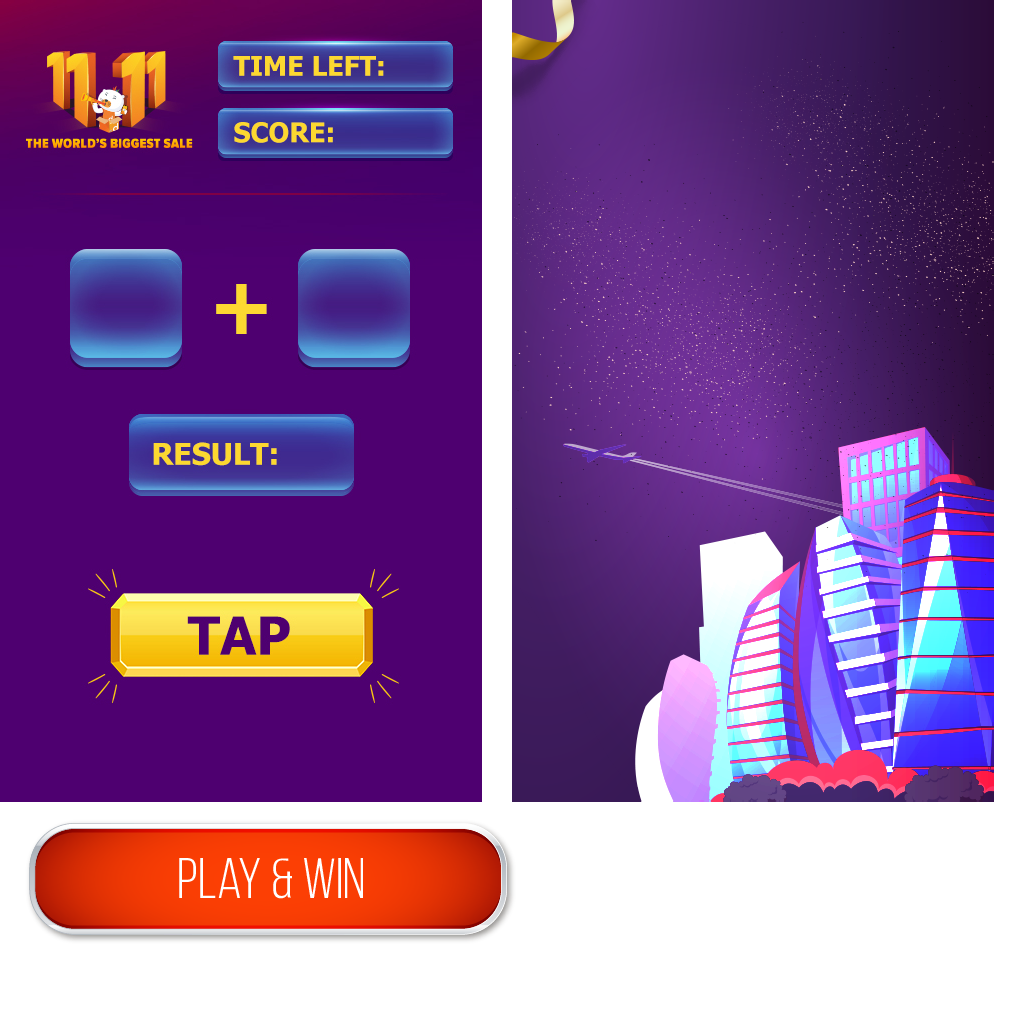 11.11
THE WORLD'S BIGGEST SALE
TIME LEFT:
SCORE:
+
RESULT:
TAP
PLAY & WIN